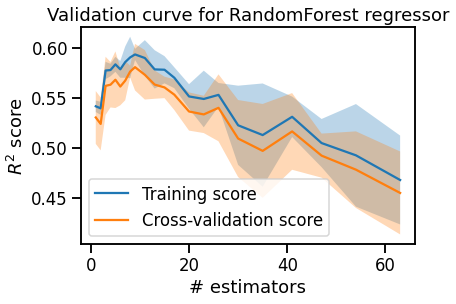 Validation curve for RandomForest regressor
R² score
0.60
0.55
0.50
0.45
Training score
Cross-validation score
0 20 40 60
# estimators